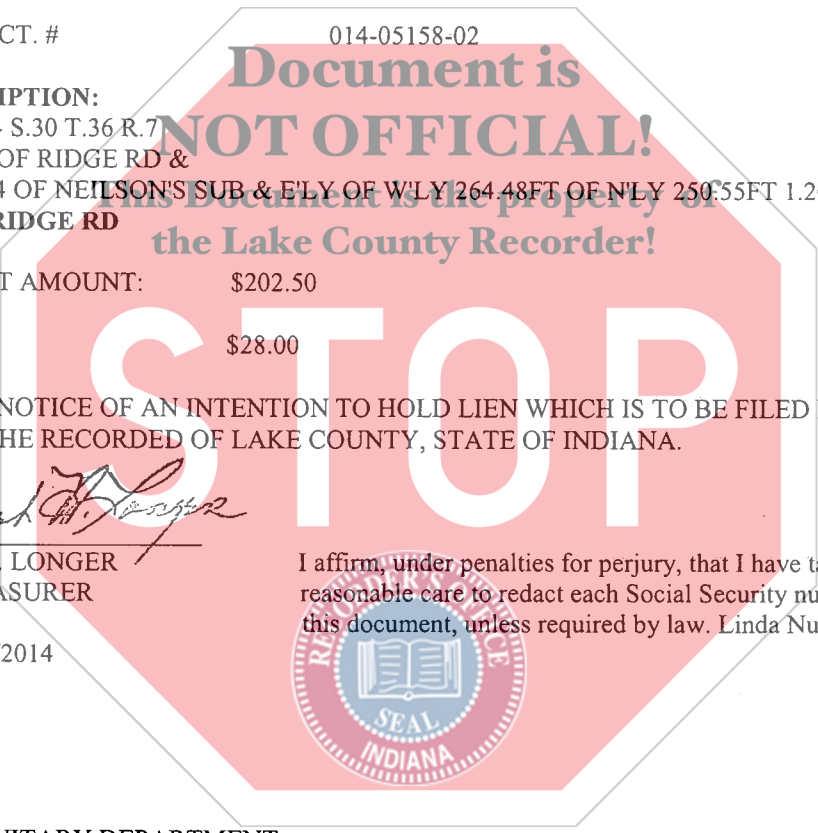 CT. # 014-05158-02
Document is
IPTION:
S.30 T.36 R.7
NOT OFFICIAL!
OF RIDGE RD &
4 OF NEILSON'S SUB & E'LY OF W'LY 264.48FT OF N'LY 250.55FT 1.2
This Document is the property of
RIDGE RD
the Lake County Recorder!
T AMOUNT: $202.50
STOP
$28.00
NOTICE OF AN INTENTION TO HOLD LIEN WHICH IS TO BE FILED
HE RECORDED OF LAKE COUNTY, STATE OF INDIANA.
LONGER
ASURER
I affirm, under penalties for perjury, that I have ta
reasonable care to redact each Social Security nu
this document, unless required by law. Linda Nu
/2014
RECORDER'S OFFICE
SEAL
INDIANA
ITARY DEPARTMENT